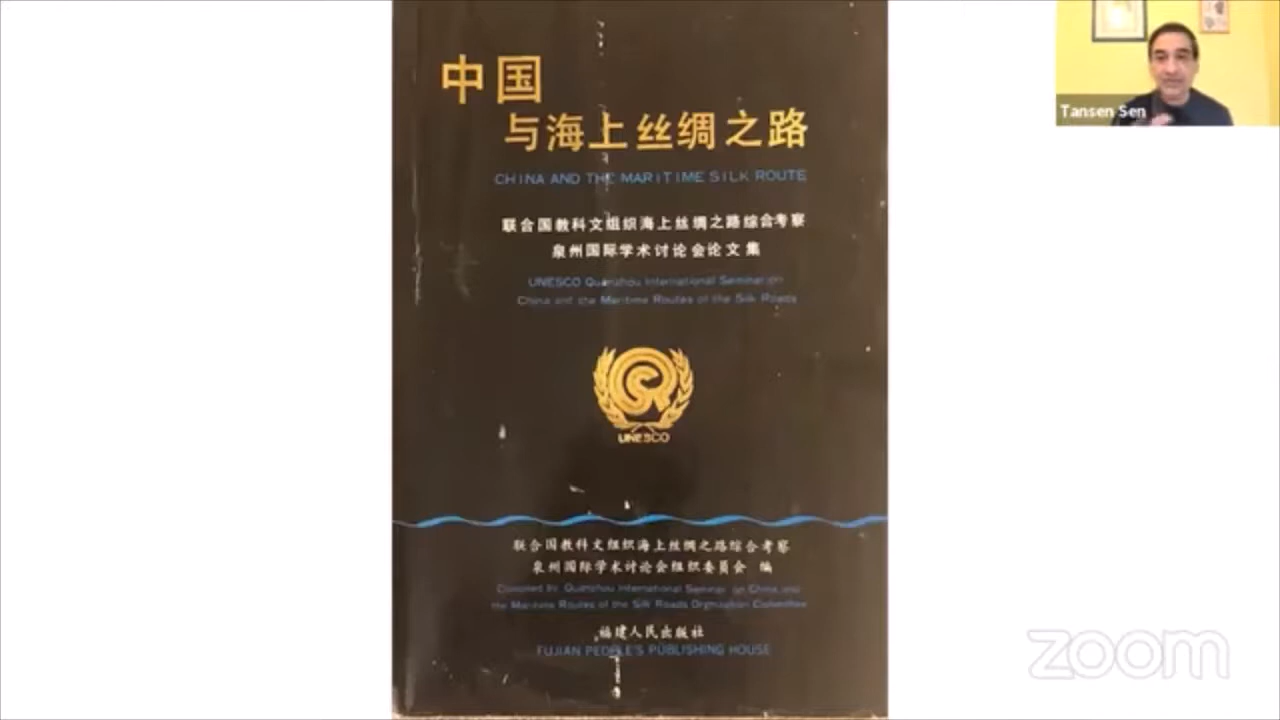 中国
与海上丝绸之路
CHINA AND THE MARITIME SILK ROUTE
联合国教科文组织海上丝绸之路综合考察
泉州国际学术讨论会论文集
UNESCO Quanzhou International Seminar on
China and the Maritime Routes of the Silk Roads
UNESCO
联合国教科文组织海上丝绸之路综合考察
泉州国际学术讨论会组织委员会 编
Compiled by Quanzhou International Seminar on China and
the Maritime Routes of the Silk Roads Orgnization Committee
福建人民出版社
FUJIAN PEOPLE'S PUBLISHING HOUSE
Tansen Sen
zoom